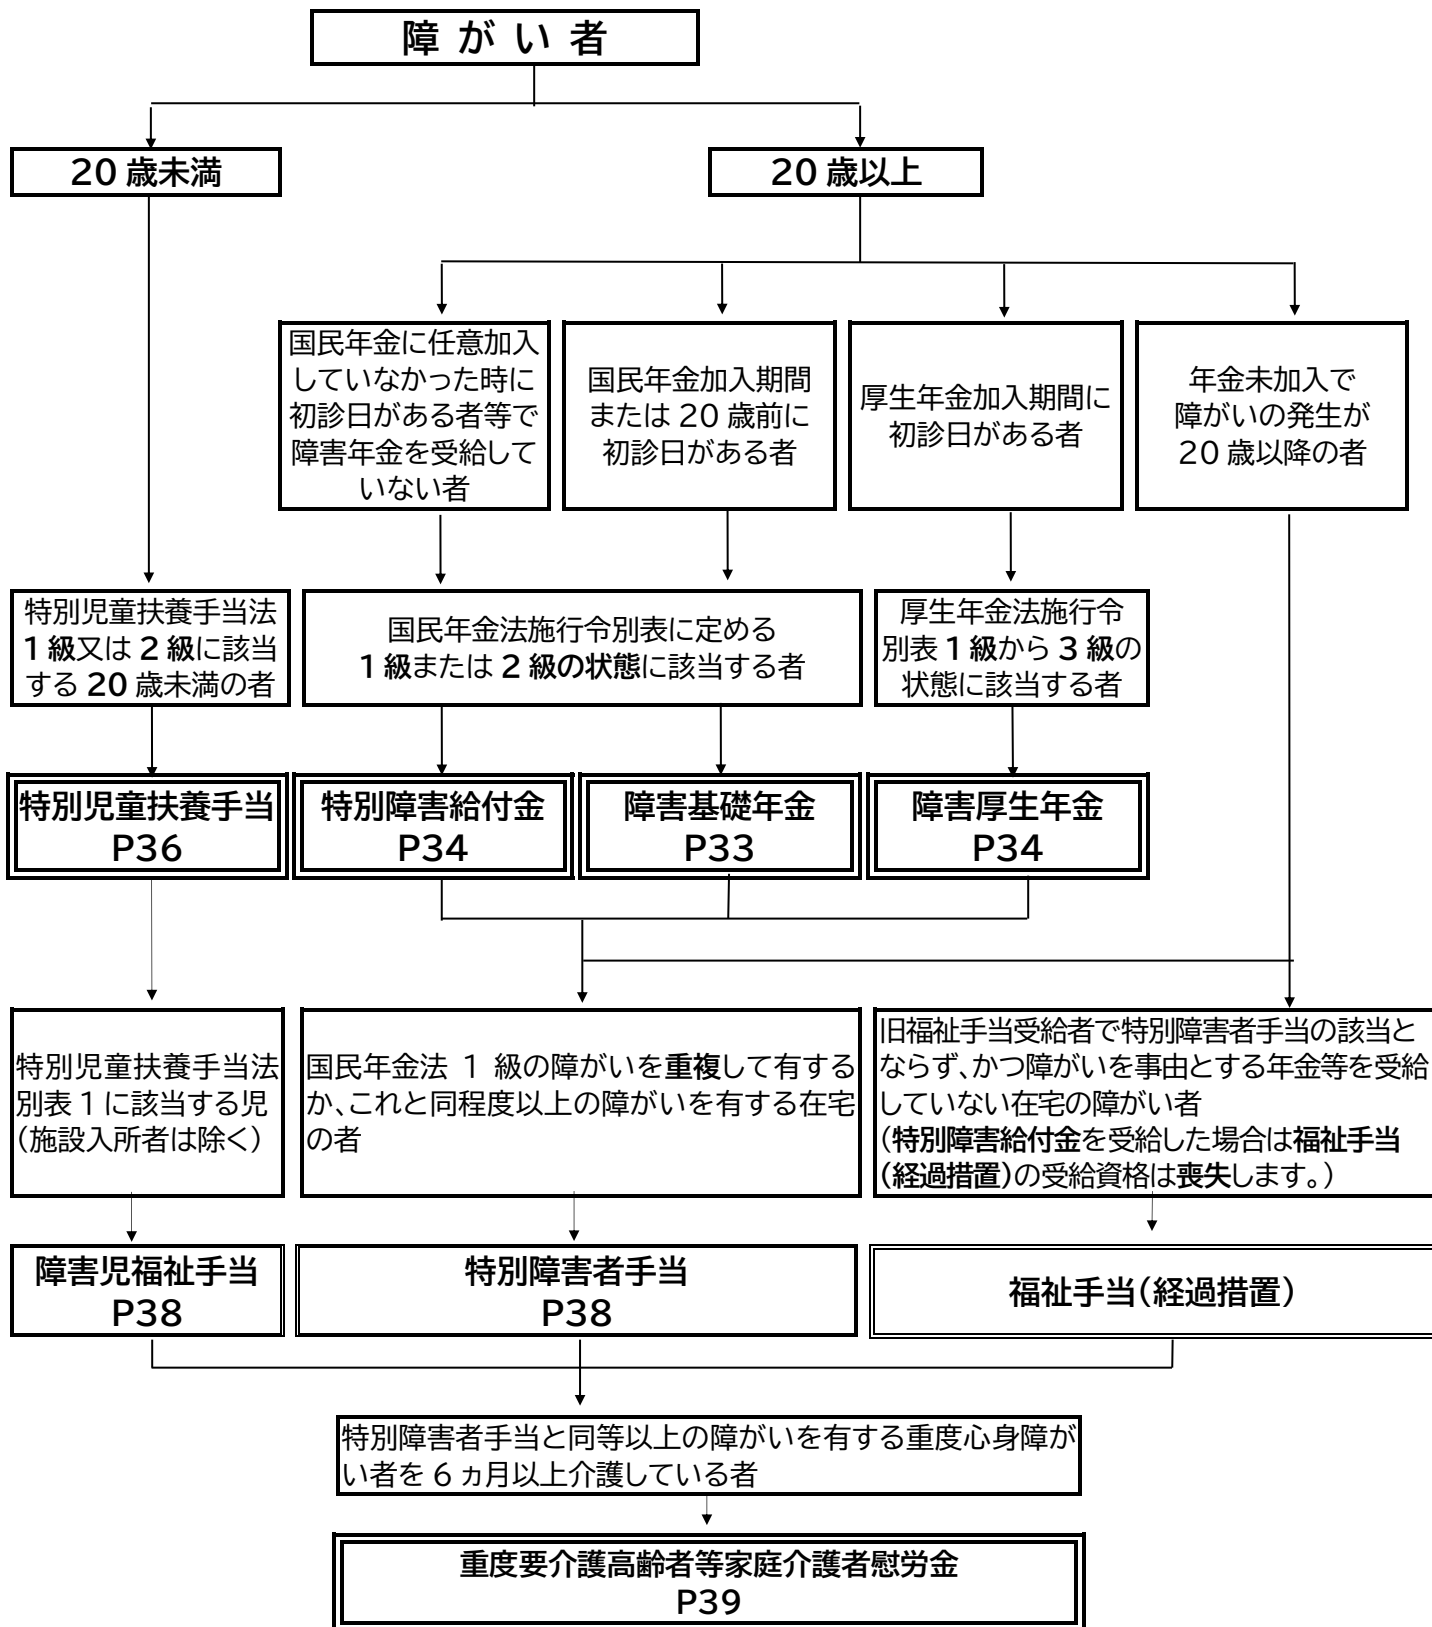 障がい者
20歳未満
20歳以上
国民年金に任意加入
していなかった時に
初診日がある者等で
障害年金を受給して
いない者
国民年金加入期間
または20歳前に
初診日がある者
厚生年金加入期間に
初診日がある者
年金未加入で
障がいの発生が
20歳以降の者
特別児童扶養手当法
1級又は2級に該当
する20歳未満の者
国民年金法施行令別表に定める
1級または2級の状態に該当する者
厚生年金法施行令
別表1級から3級の
状態に該当する者
特別児童扶養手当
P36
特別障害給付金
P34
障害基礎年金
P33
障害厚生年金
P34
特別児童扶養手当法
別表1に該当する児
(施設入所者は除く)
国民年金法 1 級の障がいを重複して有する
か、これと同程度以上の障がいを有する在宅
の者
旧福祉手当受給者で特別障害者手当の該当と
ならず、かつ障がいを事由とする年金等を受給
していない在宅の障がい者
(特別障害給付金を受給した場合は福祉手当
(経過措置)の受給資格は喪失します。)
障害児福祉手当
P38
特別障害者手当
P38
福祉手当(経過措置)
特別障害者手当と同等以上の障がいを有する重度心身障が
い者を6ヵ月以上介護している者
重度要介護高齢者等家庭介護者慰労金
P39